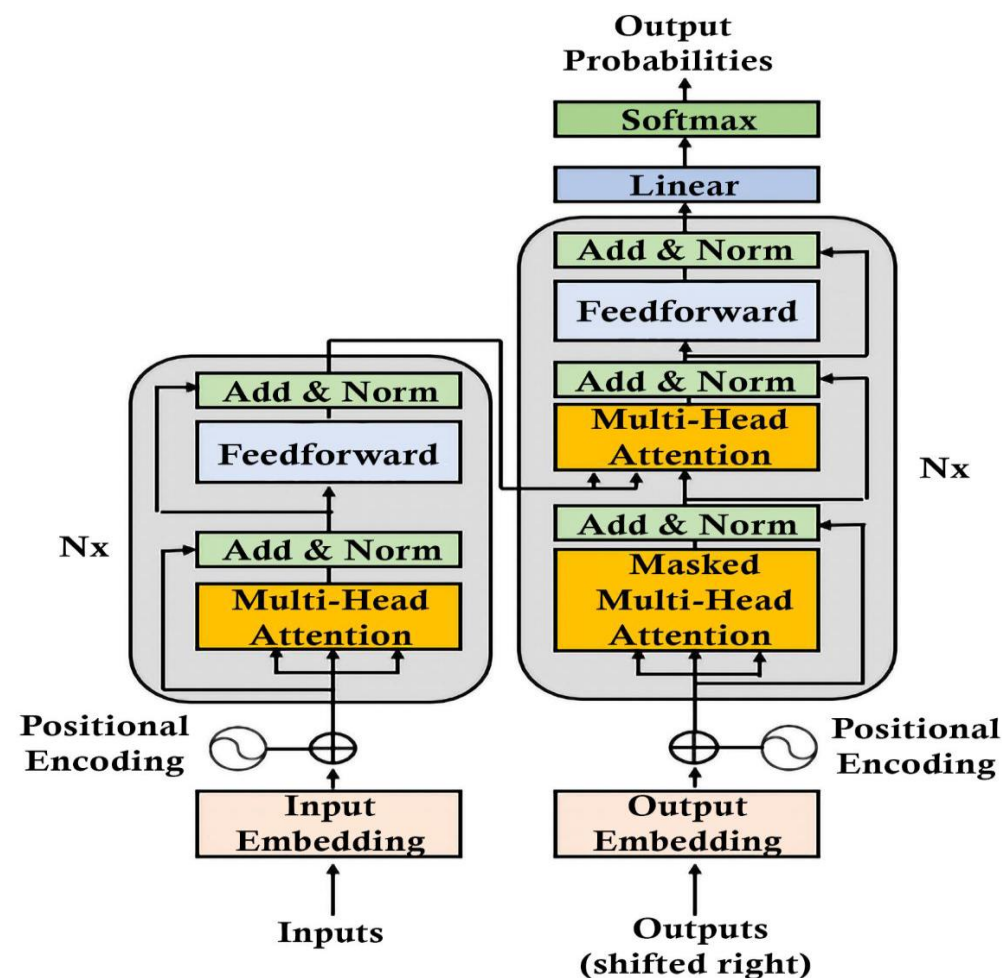 Output
Probabilities
Softmax
Linear
Add & Norm
Feedforward
Add & Norm
Multi-Head
Attention
Add & Norm
Masked
Multi-Head
Attention
Nx
Add & Norm
Feedforward
Add & Norm
Multi-Head
Attention
Nx
Positional
Encoding
Positional
Encoding
Input
Embedding
Output
Embedding
Inputs
Outputs
(shifted right)